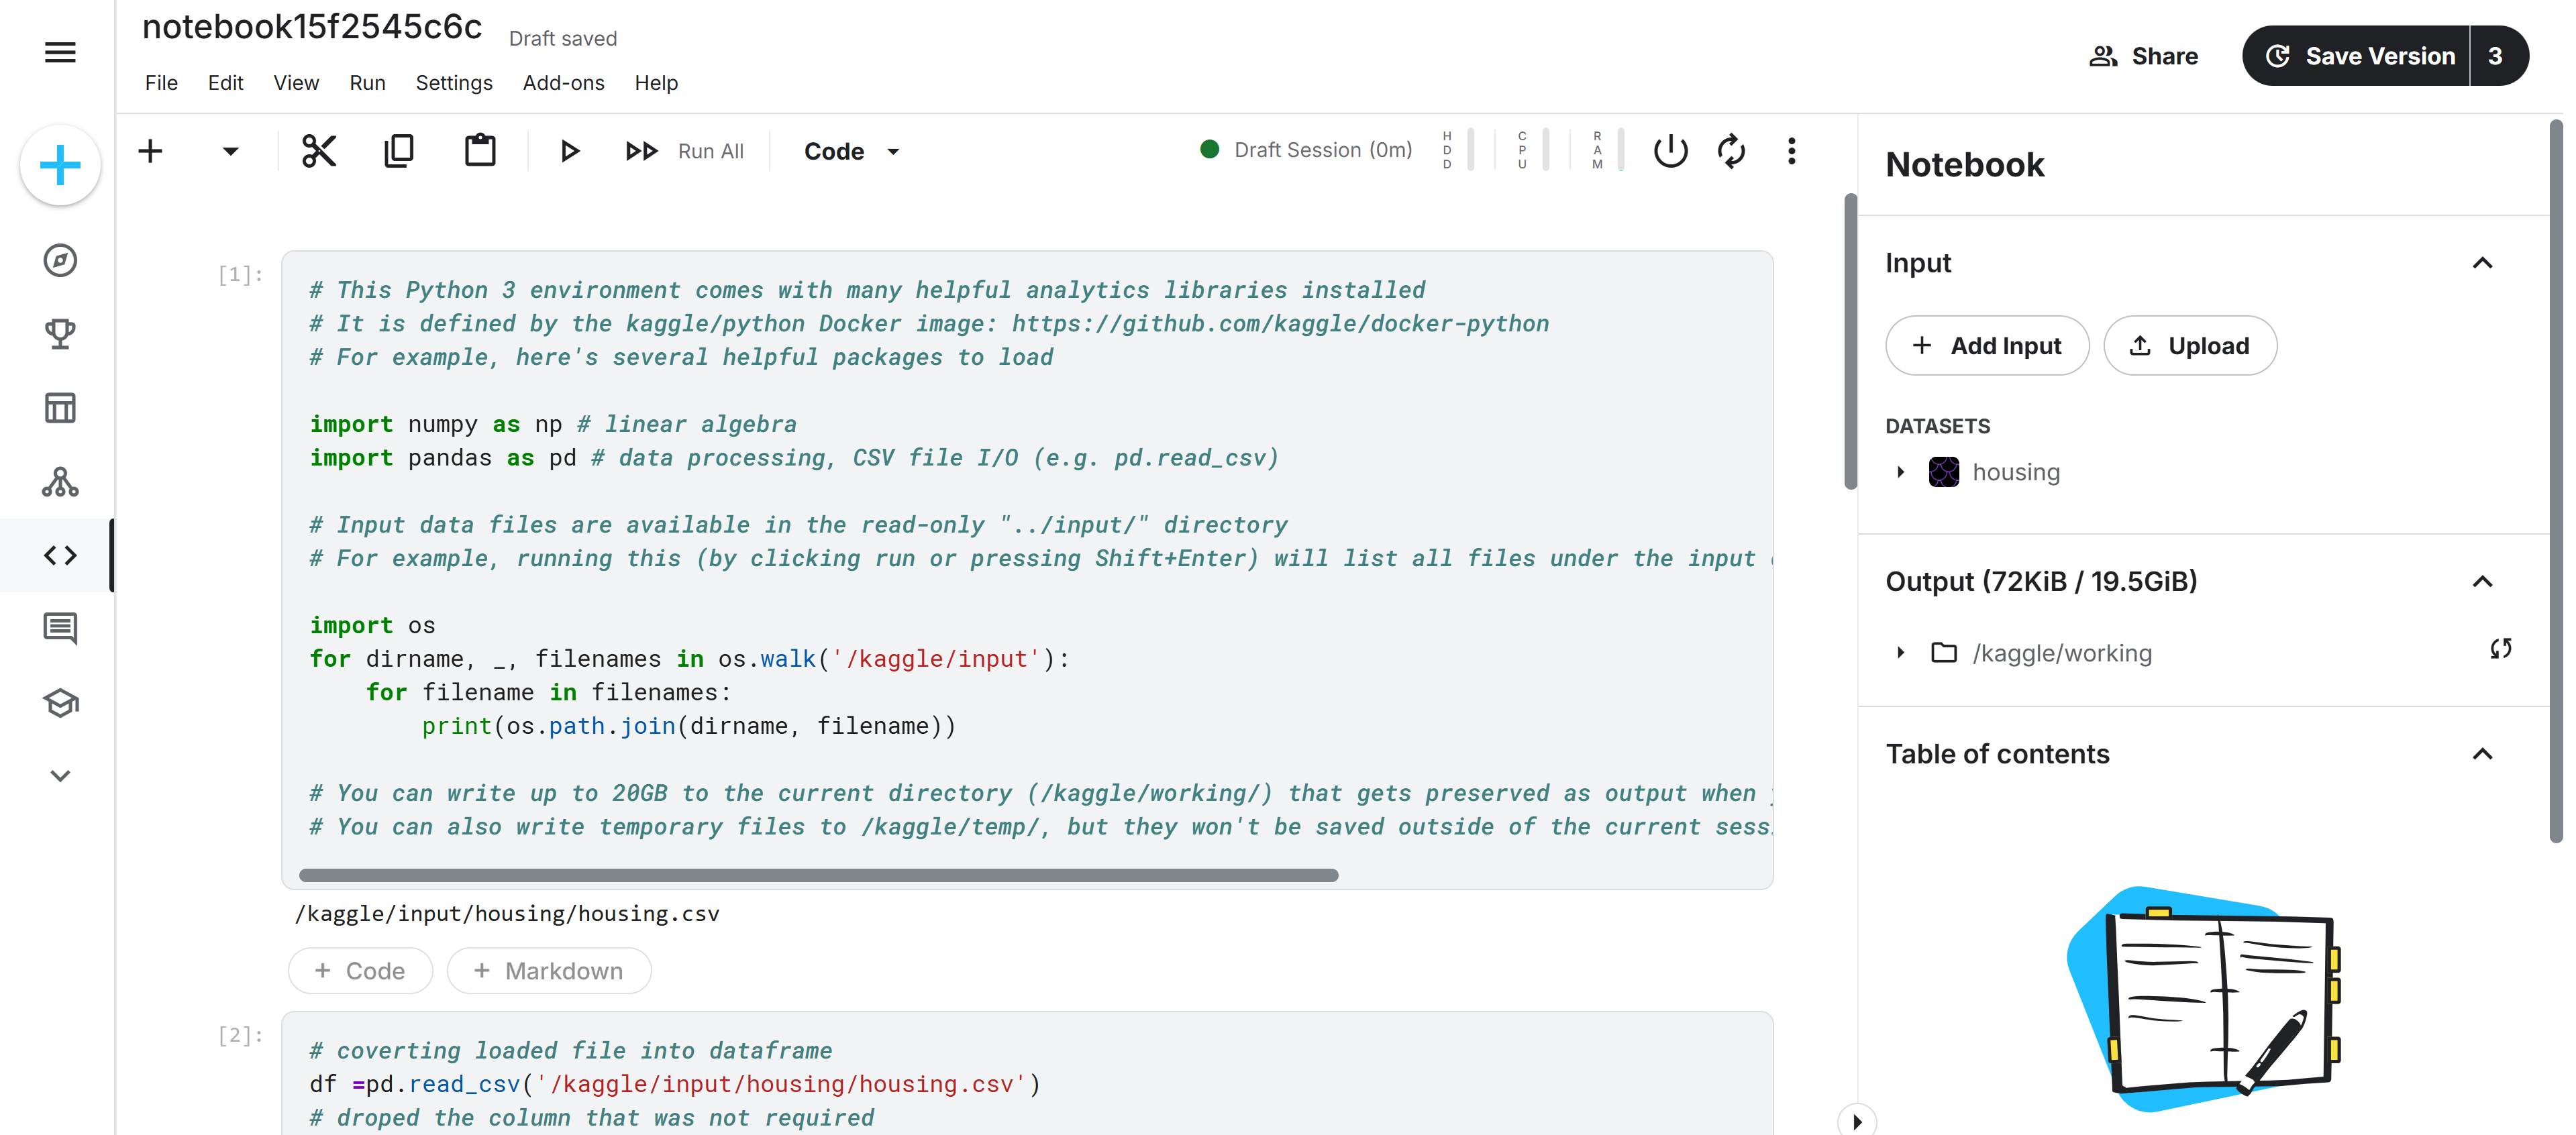 notebook15f2545c6c Draft saved
File Edit View Run Settings Add-ons Help
Share
Save Version 3
Run All
Code
Draft Session (0m)
HDD
CPU
RAM
[1]:
# This Python 3 environment comes with many helpful analytics libraries installed
# It is defined by the kaggle/python Docker image: https://github.com/kaggle/docker-python
# For example, here's several helpful packages to load
import numpy as np # linear algebra
import pandas as pd # data processing, CSV file I/O (e.g. pd.read_csv)
# Input data files are available in the read-only "../input/" directory
# For example, running this (by clicking run or pressing Shift+Enter) will list all files under the input
import os
for dirname, _, filenames in os.walk('/kaggle/input'):
    for filename in filenames:
        print(os.path.join(dirname, filename))
# You can write up to 20GB to the current directory (/kaggle/working/) that gets preserved as output when
# You can also write temporary files to /kaggle/temp/, but they won't be saved outside of the current sess
/kaggle/input/housing/housing.csv
+ Code + Markdown
[2]:
# coverting loaded file into dataframe
df =pd.read_csv('/kaggle/input/housing/housing.csv')
# droped the column that was not required
Notebook
Input
+ Add Input
Upload
DATASETS
housing
Output (72KiB / 19.5GiB)
/kaggle/working
Table of contents